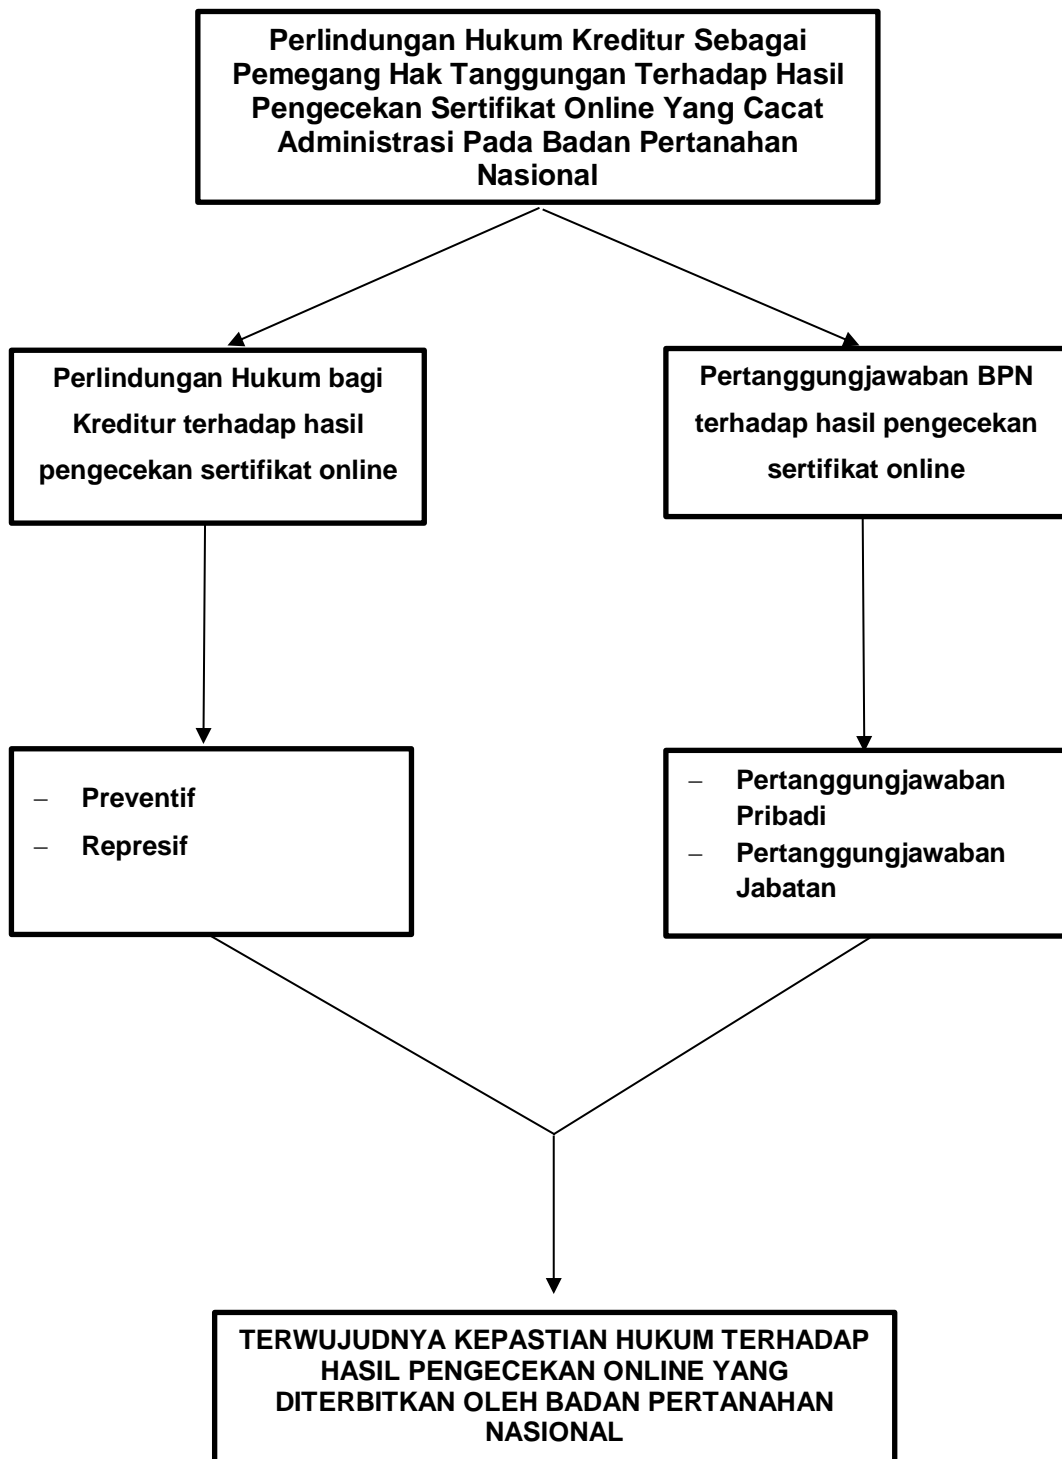 Perlindungan Hukum Kreditur Sebagai
Pemegang Hak Tanggungan Terhadap Hasil
Pengecekan Sertifikat Online Yang Cacat
Administrasi Pada Badan Pertanahan
Nasional
Perlindungan Hukum bagi
Kreditur terhadap hasil
pengecekan sertifikat online
Pertanggungjawaban BPN
terhadap hasil pengecekan
sertifikat online
– Preventif
– Represif
– Pertanggungjawaban
Pribadi
– Pertanggungjawaban
Jabatan
TERWUJUDNYA KEPASTIAN HUKUM TERHADAP
HASIL PENGECEKAN ONLINE YANG
DITERBITKAN OLEH BADAN PERTANAHAN
NASIONAL